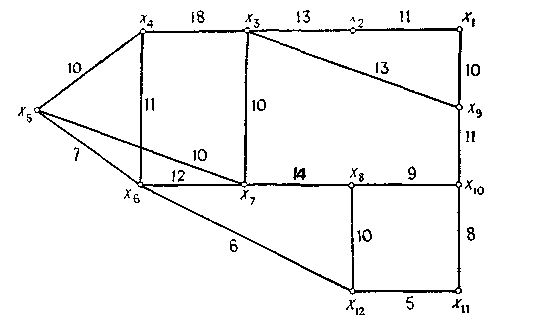 x₄ 18 x₃ 13 x₂ 11 x₁
10 11 10 13 10
x₅ x₉
7 10 11
x₆ 12 x₇ 14 x₈ 9 x₁₀
6 10 8
x₁₂ 5 x₁₁